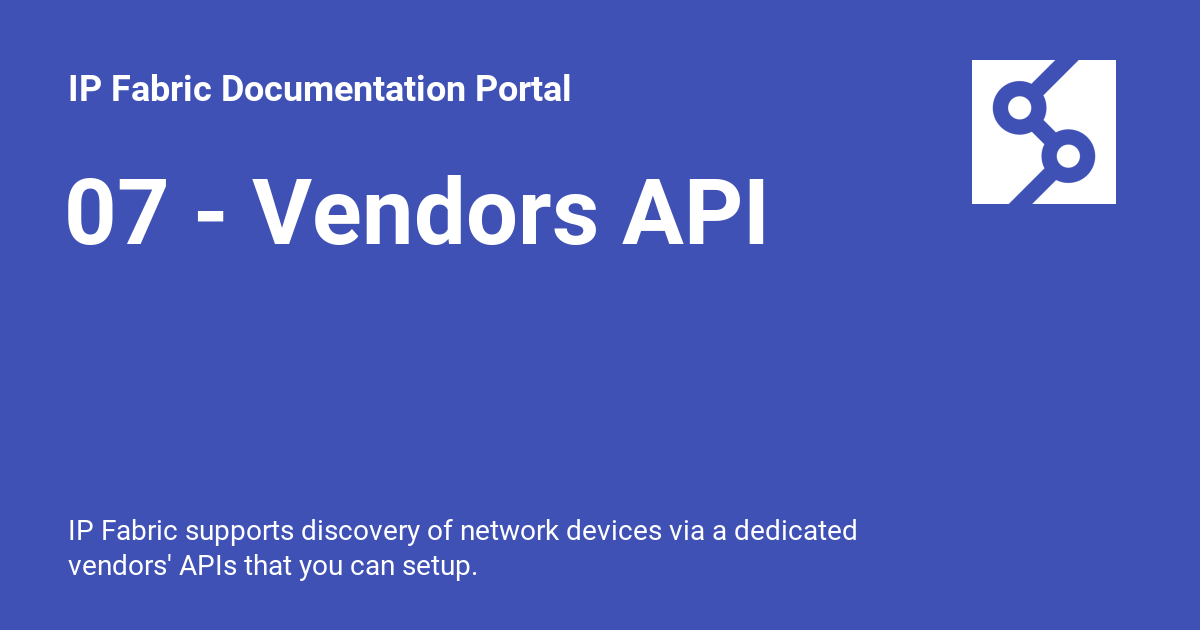 IP Fabric Documentation Portal
07 - Vendors API
IP Fabric supports discovery of network devices via a dedicated
vendors' APIs that you can setup.